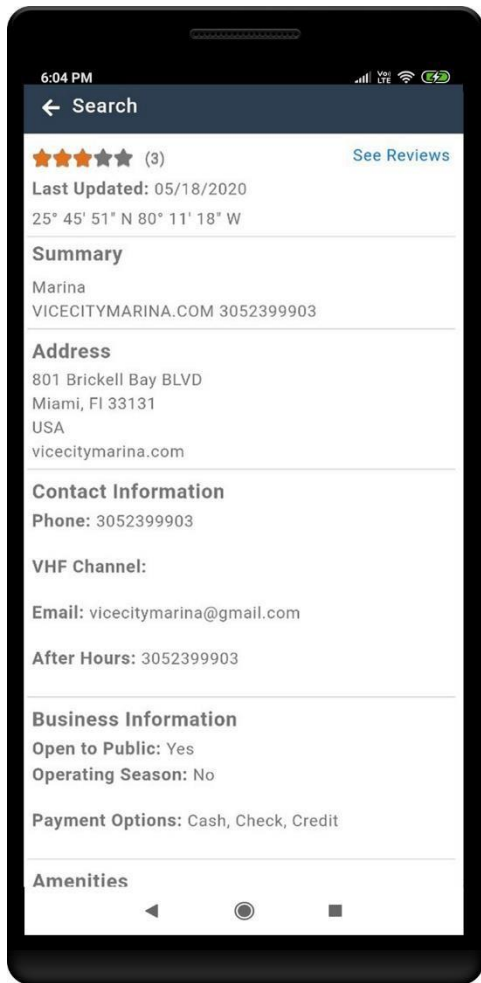 6:04 PM
Vo) LTE
← Search
(3)
See Reviews
Last Updated: 05/18/2020
25° 45' 51" N 80° 11' 18" W
Summary
Marina
VICECITYMARINA.COM 3052399903
Address
801 Brickell Bay BLVD
Miami, Fl 33131
USA
vicecitymarina.com
Contact Information
Phone: 3052399903
VHF Channel:
Email: vicecitymarina@gmail.com
After Hours: 3052399903
Business Information
Open to Public: Yes
Operating Season: No
Payment Options: Cash, Check, Credit
Amenities